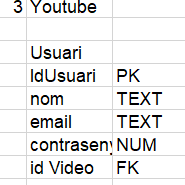 3 Youtube
Usuari
IdUsuari PK
nom TEXT
email TEXT
contraseny NUM
id Video FK